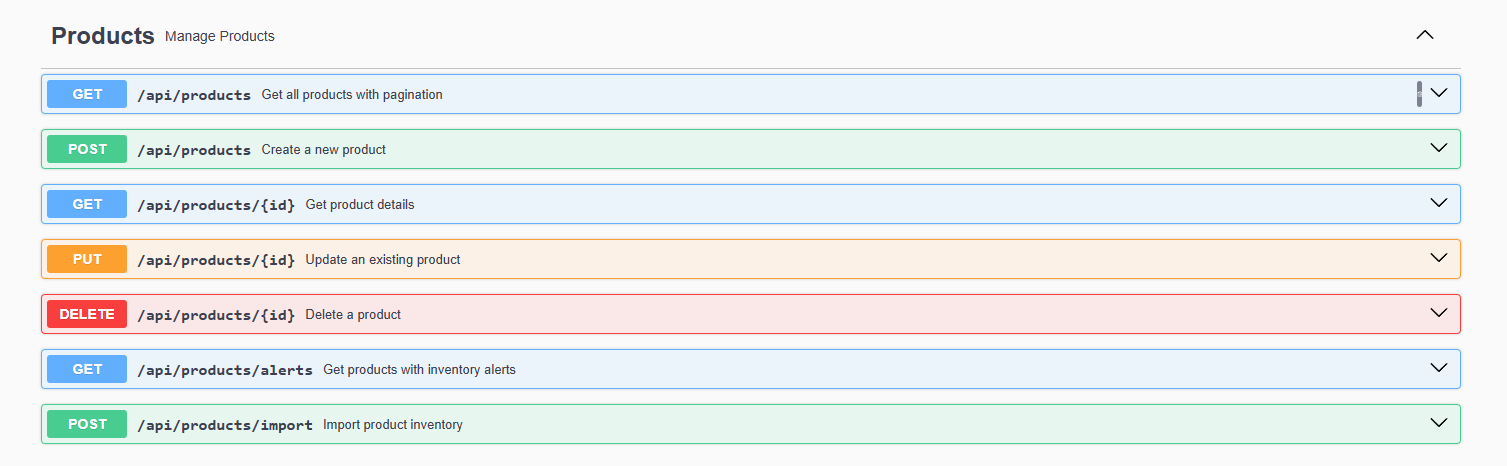 Products Manage Products
GET /api/products Get all products with pagination
POST /api/products Create a new product
GET /api/products/{id} Get product details
PUT /api/products/{id} Update an existing product
DELETE /api/products/{id} Delete a product
GET /api/products/alerts Get products with inventory alerts
POST /api/products/import Import product inventory